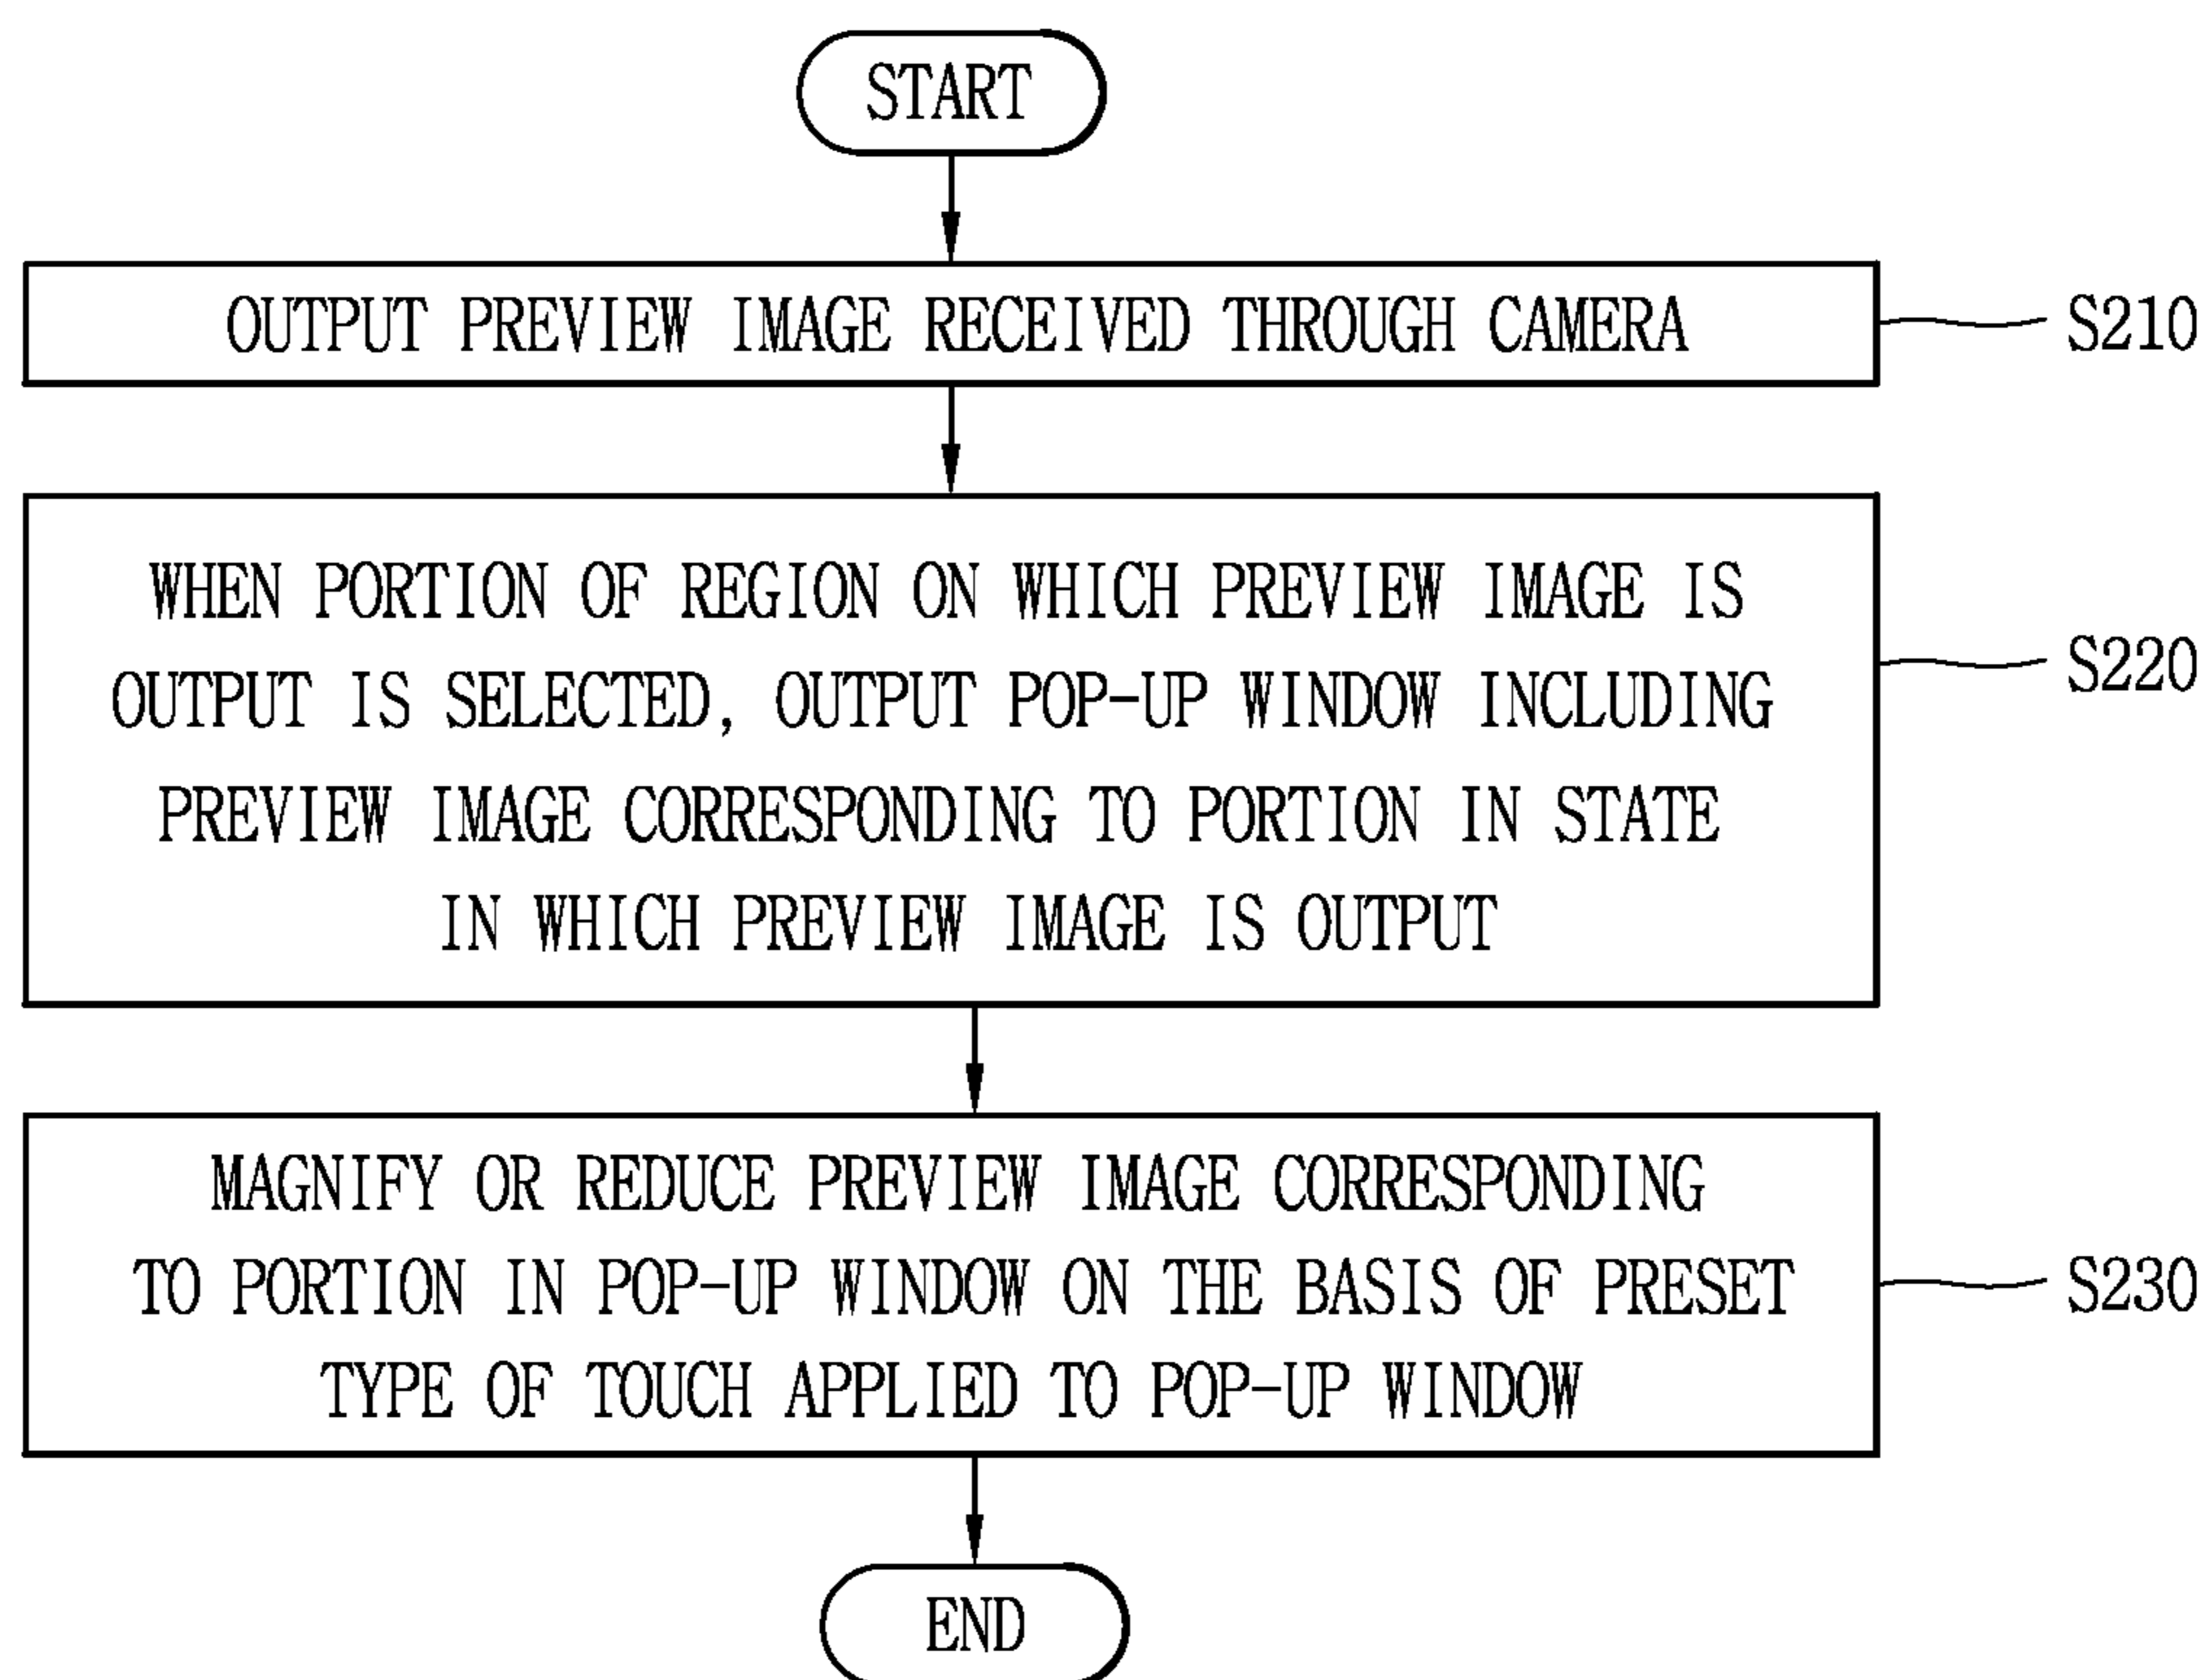 START
OUTPUT PREVIEW IMAGE RECEIVED THROUGH CAMERA
S210
WHEN PORTION OF REGION ON WHICH PREVIEW IMAGE IS
OUTPUT IS SELECTED, OUTPUT POP-UP WINDOW INCLUDING
PREVIEW IMAGE CORRESPONDING TO PORTION IN STATE
IN WHICH PREVIEW IMAGE IS OUTPUT
S220
MAGNIFY OR REDUCE PREVIEW IMAGE CORRESPONDING
TO PORTION IN POP-UP WINDOW ON THE BASIS OF PRESET
TYPE OF TOUCH APPLIED TO POP-UP WINDOW
S230
END